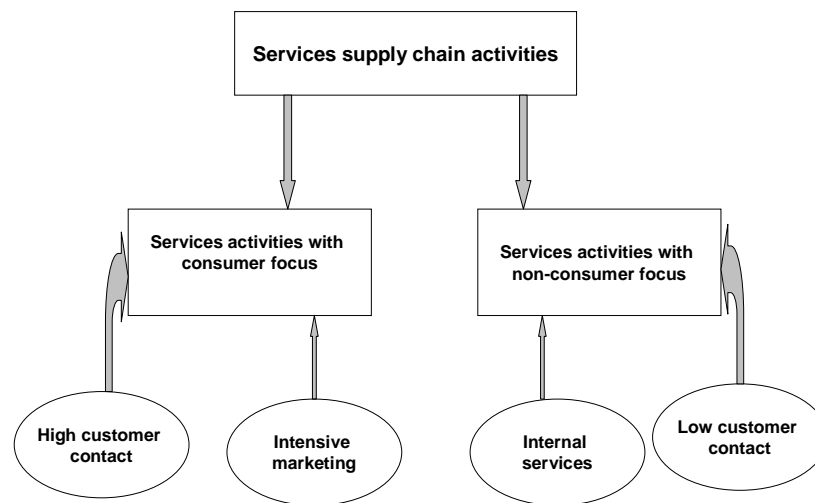 Services supply chain activities
Services activities with
consumer focus
Services activities with
non-consumer focus
High customer
contact
Intensive
marketing
Internal
services
Low customer
contact